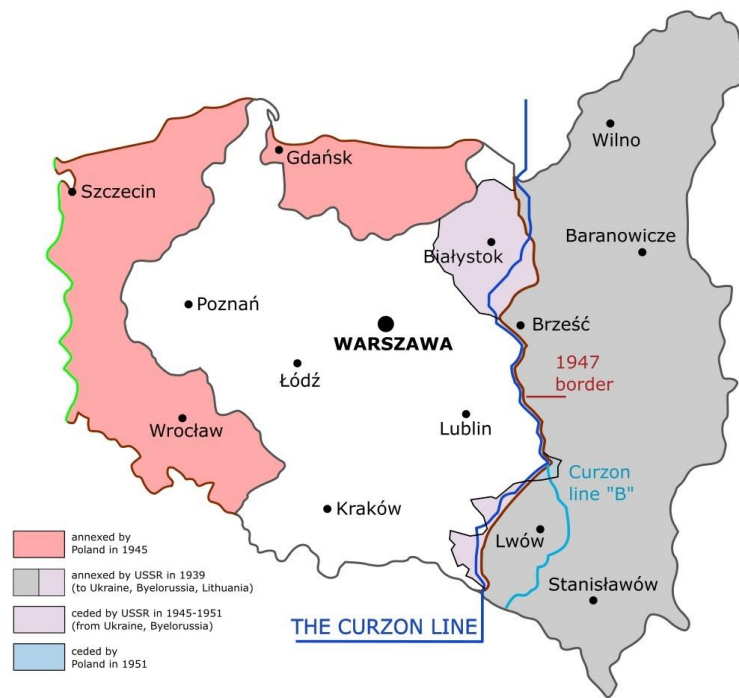 Wilno
Gdańsk
Szczecin
Białystok
Baranowicze
Poznań
Brześć
WARSZAWA
Łódź
1947
border
Wrocław
Lublin
Curzon
line "B"
Kraków
Lwów
Stanisławów
annexed by
Poland in 1945
annexed by USSR in 1939
(to Ukraine, Byelorussia, Lithuania)
ceded by USSR in 1945-1951
(from Ukraine, Byelorussia)
THE CURZON LINE
ceded by
Poland in 1951